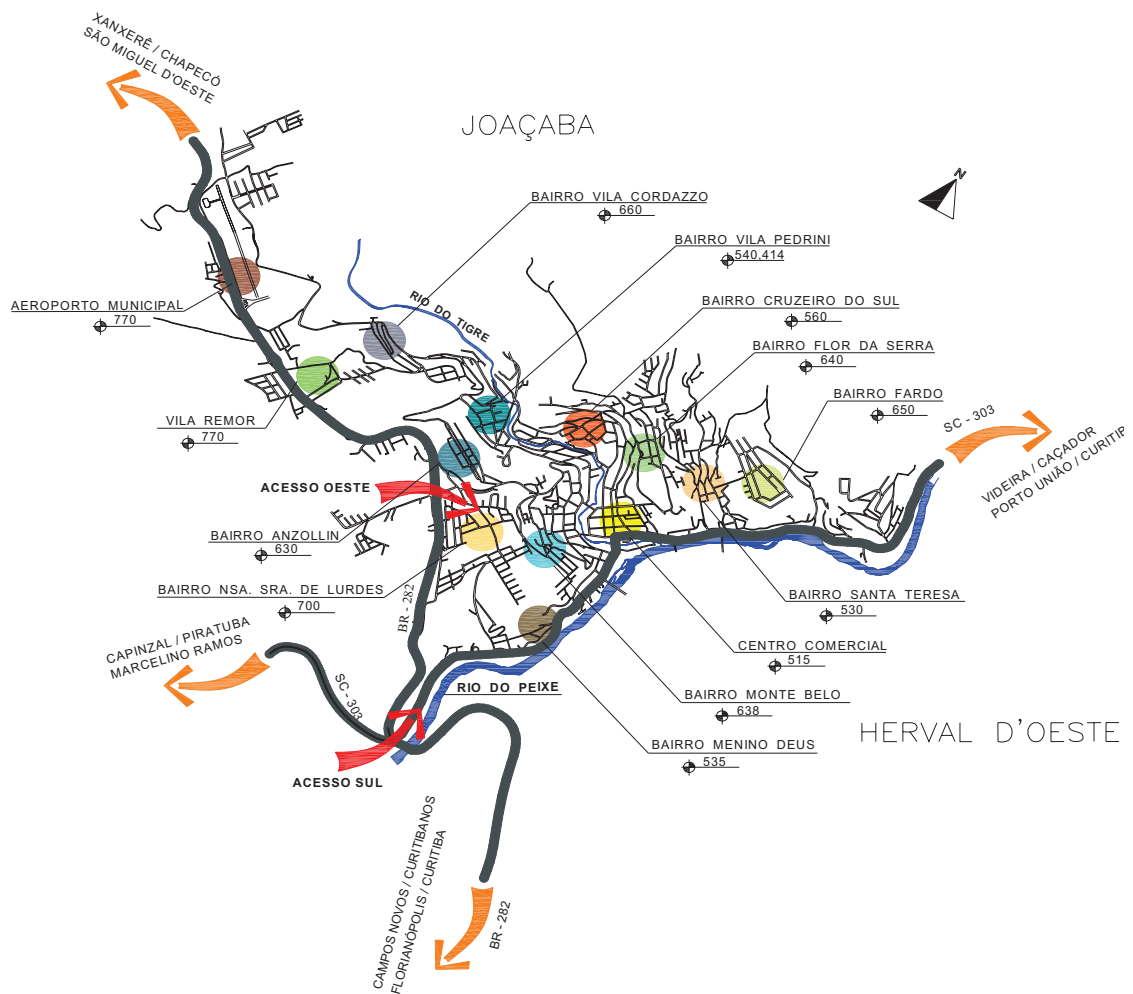 XANXERÊ / CHAPECÓ
SÃO MIGUEL D'OESTE
JOAÇABA
N
BAIRRO VILA CORDAZZO
660
BAIRRO VILA PEDRINI
540,414
RIO DO TIGRE
AEROPORTO MUNICIPAL
770
BAIRRO CRUZEIRO DO SUL
560
BAIRRO FLOR DA SERRA
640
BAIRRO FARDO
650
SC - 303
VIDEIRA / CAÇADOR
PORTO UNIÃO / CURITIB
VILA REMOR
770
ACESSO OESTE
BAIRRO ANZOLLIN
630
BAIRRO NSA. SRA. DE LURDES
700
BR - 282
BAIRRO SANTA TERESA
530
CENTRO COMERCIAL
515
CAPINZAL / PIRATUBA
MARCELINO RAMOS
SC - 303
RIO DO PEIXE
BAIRRO MONTE BELO
638
HERVAL D'OESTE
BAIRRO MENINO DEUS
535
ACESSO SUL
CAMPOS NOVOS / CURITIBANOS
FLORIANÓPOLIS / CURITIBA
BR - 282